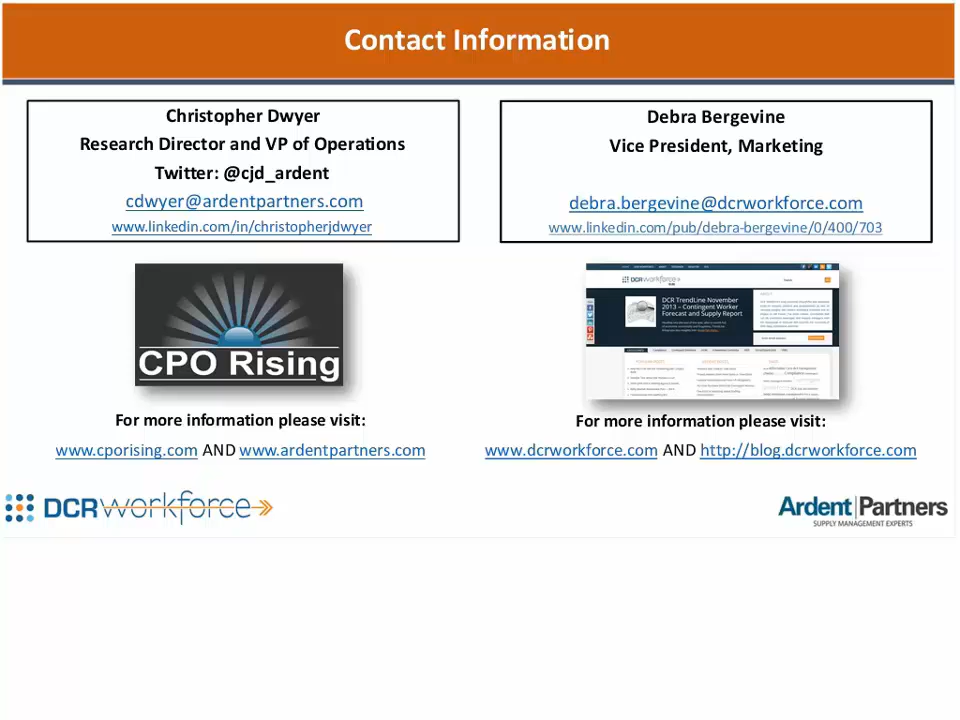 Contact Information
Christopher Dwyer
Research Director and VP of Operations
Twitter: @cjd_ardent
cdwyer@ardentpartners.com
www.linkedin.com/in/christopherjdwyer
Debra Bergevine
Vice President, Marketing
debra.bergevine@dcrworkforce.com
www.linkedin.com/pub/debra-bergevine/0/400/703
CPO Rising
DCRworkforce
DCR TrendLine November
2013 – Contingent Worker
Forecast and Supply Report
For more information please visit:
www.cporising.com AND www.ardentpartners.com
For more information please visit:
www.dcrworkforce.com AND http://blog.dcrworkforce.com
DCRworkforce
Ardent|Partners
SUPPLY MANAGEMENT EXPERTS